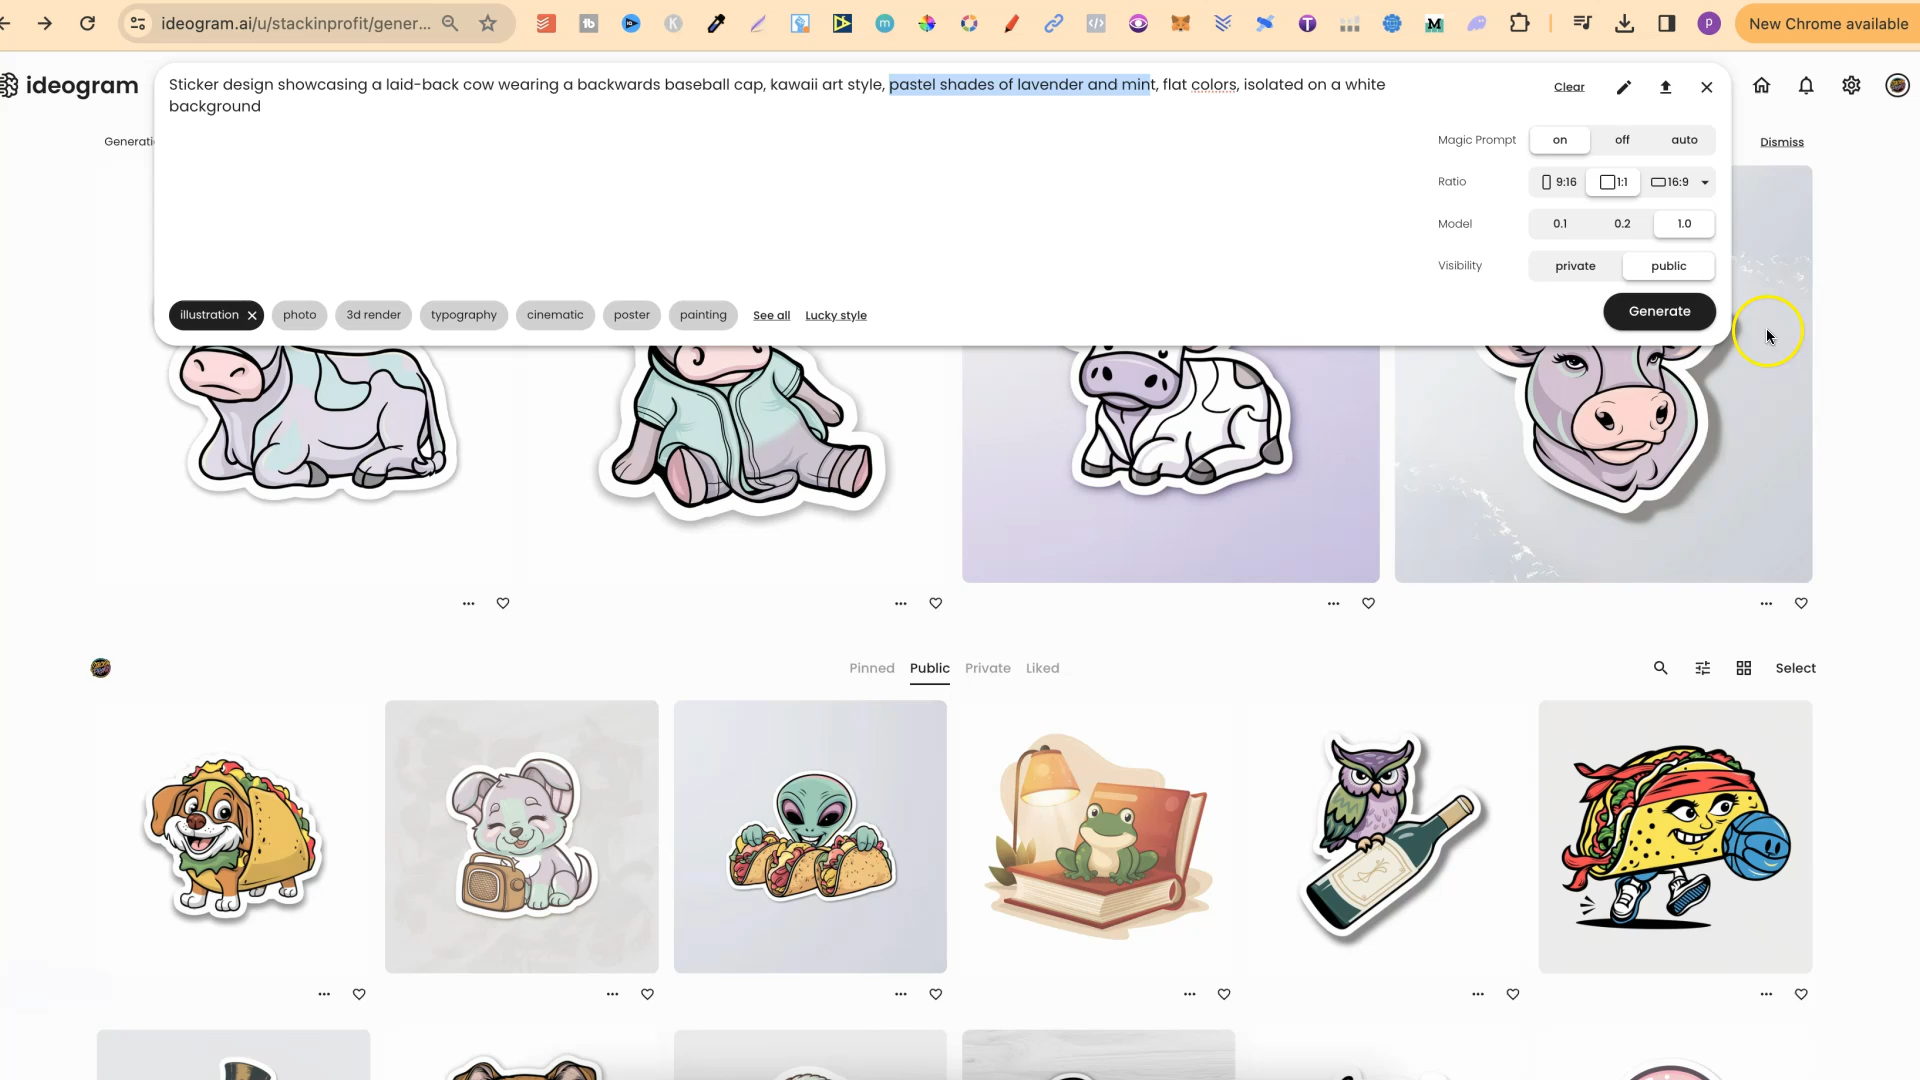 ideogram.ai/u/stackinprofit/gener...
New Chrome available
ideogram
Sticker design showcasing a laid-back cow wearing a backwards baseball cap, kawaii art style, pastel shades of lavender and mint, flat colors, isolated on a white
background
Clear
Generati
Dismiss
Magic Prompt on off auto
Ratio 9:16 1:1 16:9
Model 0.1 0.2 1.0
Visibility private public
illustration photo 3d render typography cinematic poster painting See all Lucky style
Generate
Pinned Public Private Liked
Select